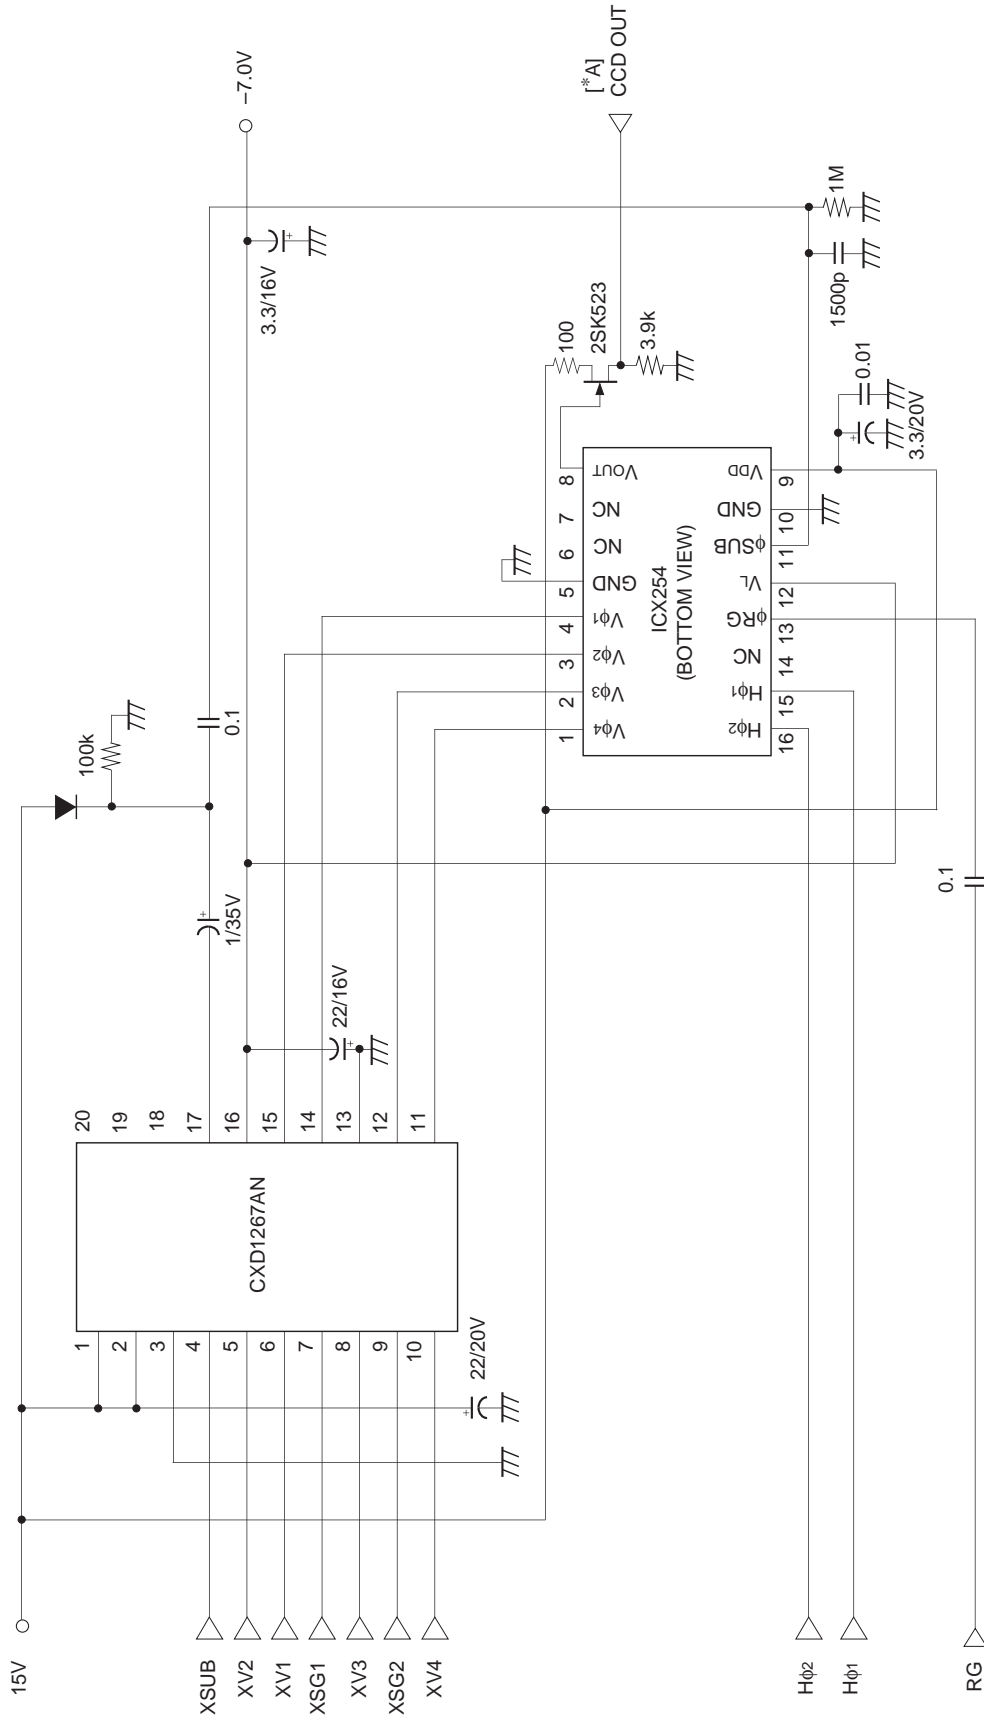 15V
XSUB
XV2
XV1
XSG1
XV3
XSG2
XV4
Hϕ2
Hϕ1
RG
1
2
3
4
5
6
7
8
9
10
22/20V
CXD1267AN
20
19
18
17
16
15
14
13
12
11
1/35V
22/16V
100k
0.1
–7.0V
3.3/16V
[*A]
CCD OUT
100
2SK523
3.9k
1M
1500p
0.01
3.3/20V
0.1
ICX254
(BOTTOM VIEW)
1
2
3
4
5
6
7
8
Vϕ4
Vϕ3
Vϕ2
Vϕ1
GND
NC
NC
VOUT
Hϕ2
Hϕ1
NC
ϕRG
VL
ϕSUB
GND
VDD
16
15
14
13
12
11
10
9